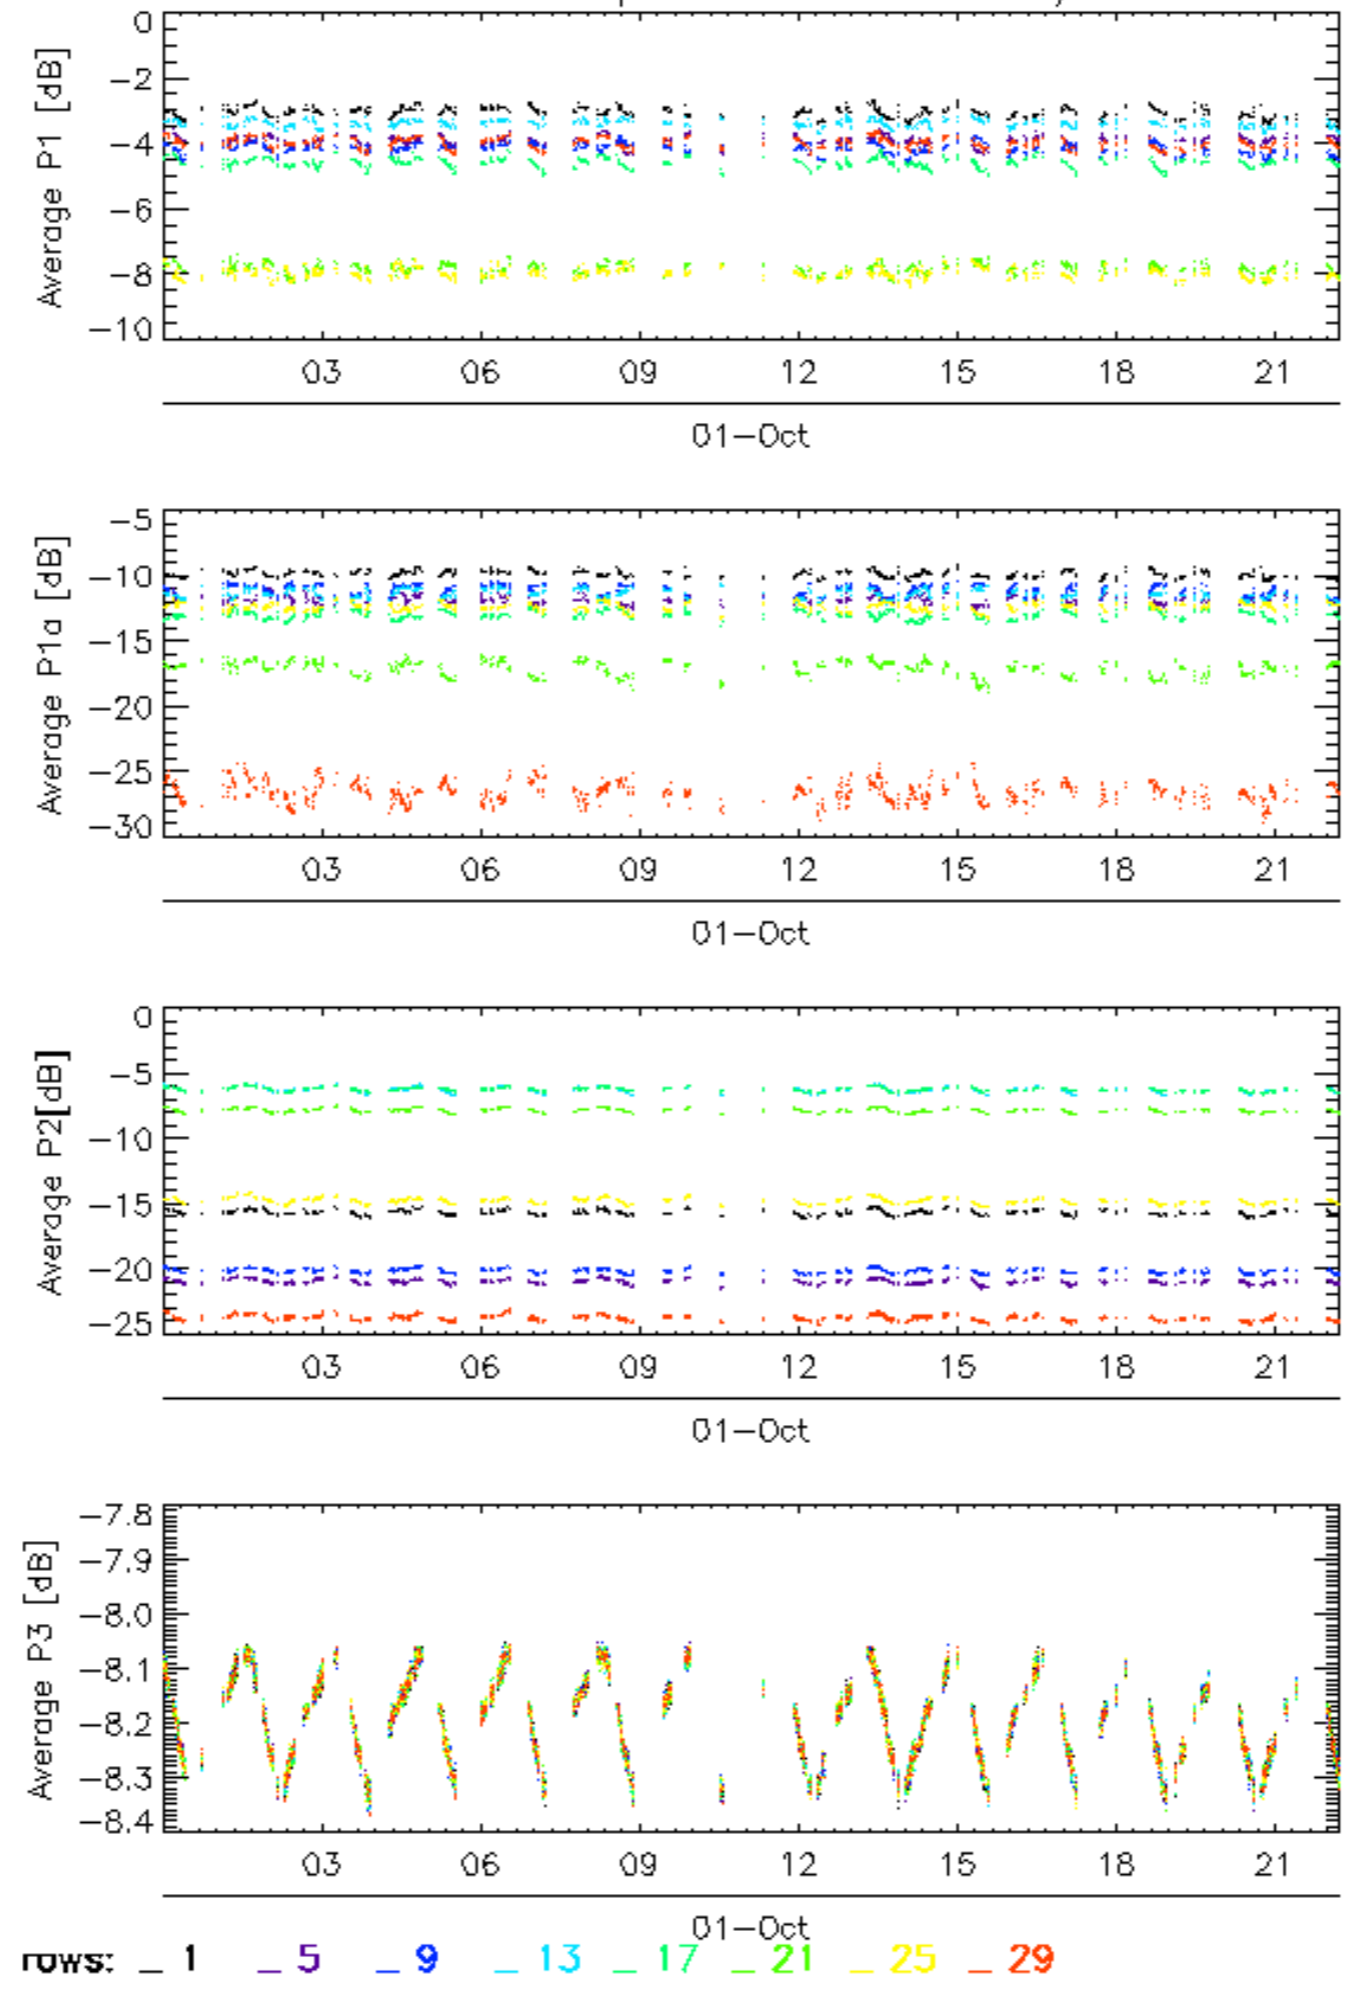 Average P1 [dB]
0
−2
−4
−6
−8
−10
03 06 09 12 15 18 21
01−Oct
Average P1a [dB]
−5
−10
−15
−20
−25
−30
03 06 09 12 15 18 21
01−Oct
Average P2[dB]
0
−5
−10
−15
−20
−25
03 06 09 12 15 18 21
01−Oct
Average P3 [dB]
−7.8
−7.9
−8.0
−8.1
−8.2
−8.3
−8.4
03 06 09 12 15 18 21
01−Oct
rows: _ 1 _ 5 _ 9 _ 13 _ 17 _ 21 _ 25 _ 29